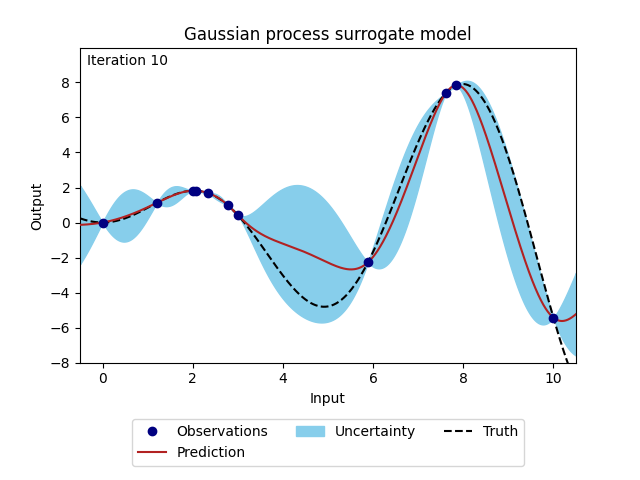 Gaussian process surrogate model
Iteration 10
Output
8
6
4
2
0
−2
−4
−6
−8
0 2 4 6 8 10
Input
Observations Uncertainty Truth
Prediction